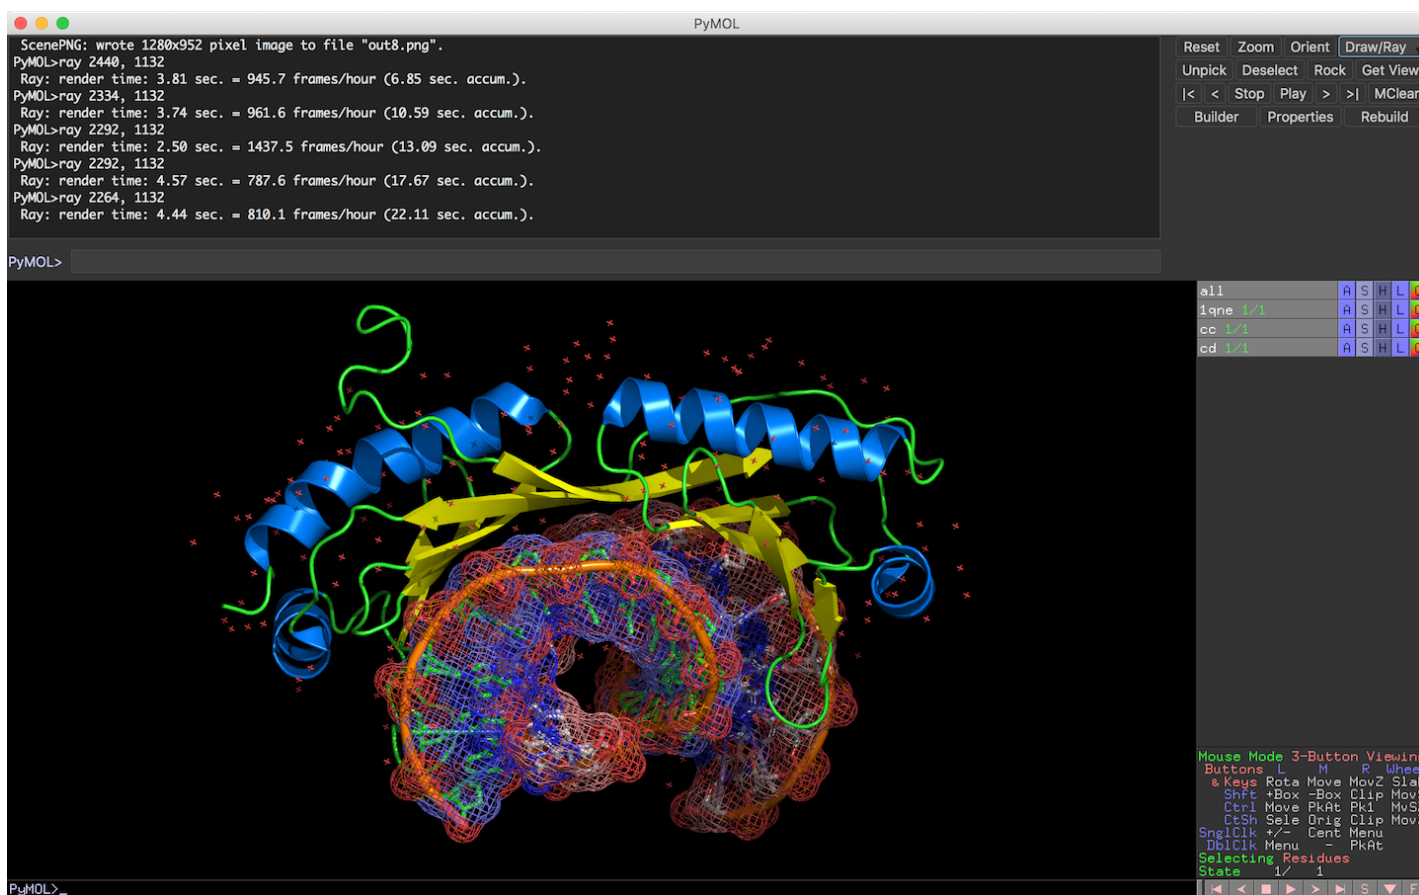 PyMOL
ScenePNG: wrote 1280x952 pixel image to file "out8.png".
PyMOL>ray 2440, 1132
Ray: render time: 3.81 sec. = 945.7 frames/hour (6.85 sec. accum.).
PyMOL>ray 2334, 1132
Ray: render time: 3.74 sec. = 961.6 frames/hour (10.59 sec. accum.).
PyMOL>ray 2292, 1132
Ray: render time: 2.50 sec. = 1437.5 frames/hour (13.09 sec. accum.).
PyMOL>ray 2292, 1132
Ray: render time: 4.57 sec. = 787.6 frames/hour (17.67 sec. accum.).
PyMOL>ray 2264, 1132
Ray: render time: 4.44 sec. = 810.1 frames/hour (22.11 sec. accum.).
PyMOL>
Reset Zoom Orient Draw/Ray
Unpick Deselect Rock Get View
|< < Stop Play > >| MClear
Builder Properties Rebuild
all A S H L
1qne 1/1 A S H L
cc 1/1 A S H L
cd 1/1 A S H L
Mouse Mode 3-Button Viewin
Buttons L M R Whee
& Keys Rota Move MovZ Sla
Shft +Box -Box Clip Mov
Ctrl Move PkAt Pk1 MvS
CtSh Sele Orig Clip Mov
SnglClk +/- Cent Menu
DblClk Menu - PkAt
Selecting Residues
State 1/ 1
PyMOL>_
S